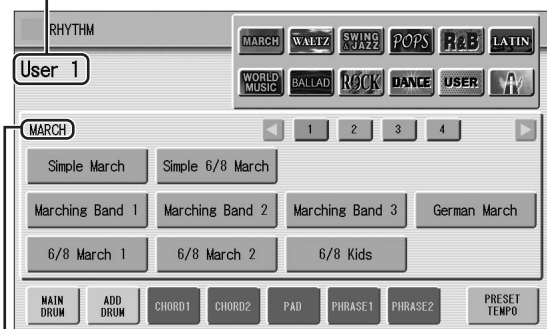 RHYTHM
MARCH WALTZ SWING & JAZZ POPS R&B LATIN
User 1
WORLD MUSIC BALLAD ROCK DANCE USER
MARCH 1 2 3 4
Simple March Simple 6/8 March
Marching Band 1 Marching Band 2 Marching Band 3 German March
6/8 March 1 6/8 March 2 6/8 Kids
MAIN DRUM ADD DRUM CHORD1 CHORD2 PAD PHRASE1 PHRASE2 PRESET TEMPO